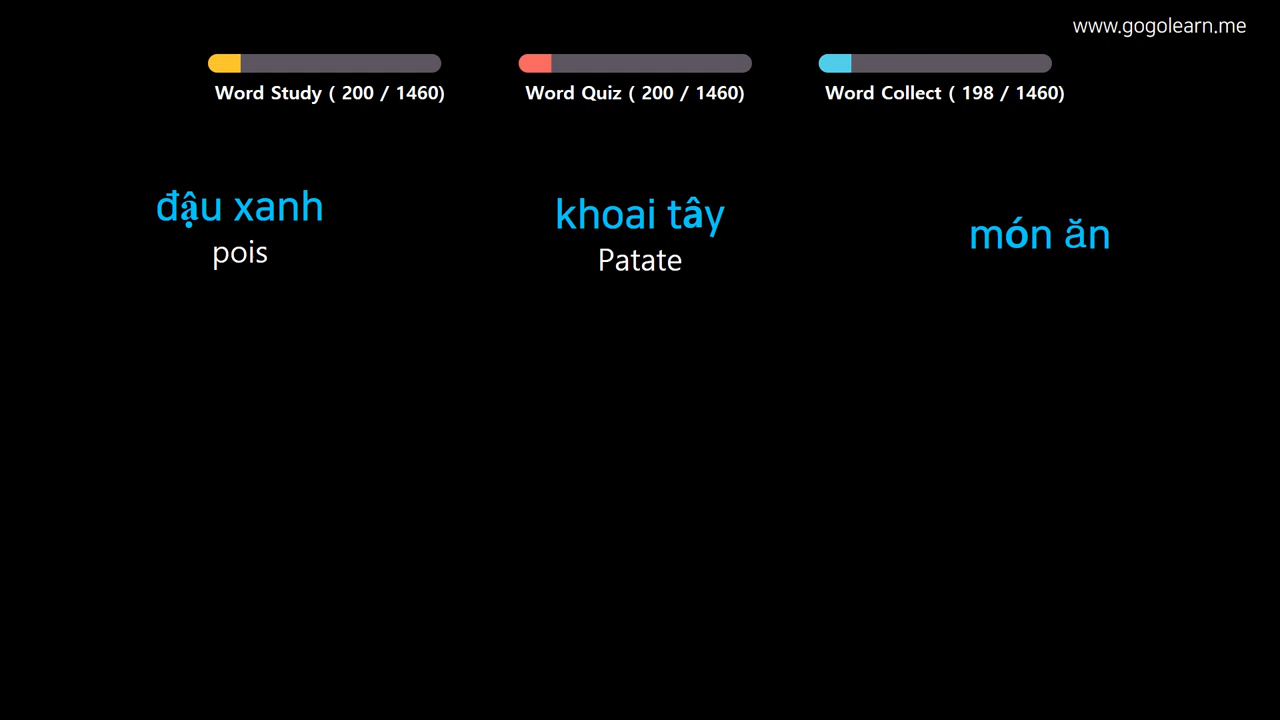 www.gogolearn.me
Word Study ( 200 / 1460)
Word Quiz ( 200 / 1460)
Word Collect ( 198 / 1460)
đậu xanh
pois
khoai tây
Patate
món ăn